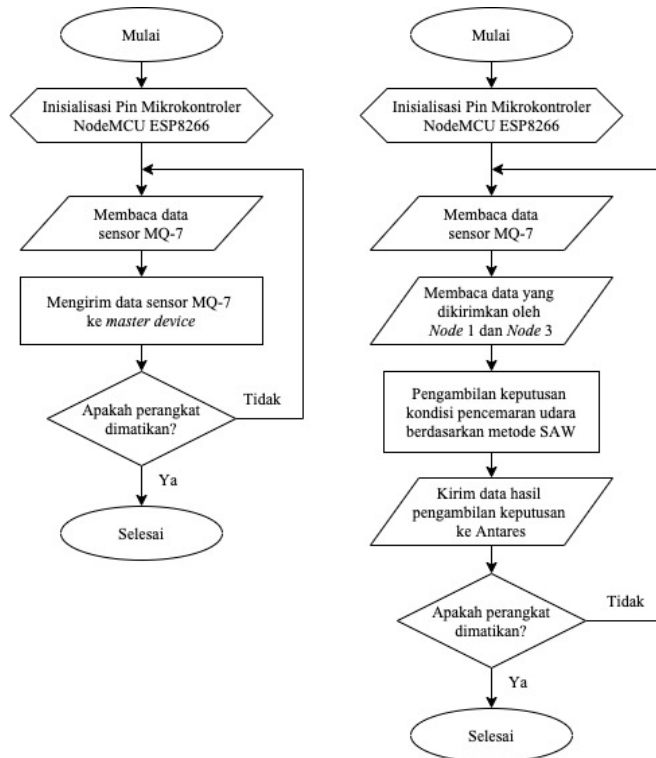 Mulai
Inisialisasi Pin Mikrokontroler
NodeMCU ESP8266
Membaca data
sensor MQ-7
Mengirim data sensor MQ-7
ke master device
Apakah perangkat
dimatikan?
Tidak
Ya
Selesai
Mulai
Inisialisasi Pin Mikrokontroler
NodeMCU ESP8266
Membaca data
sensor MQ-7
Membaca data yang
dikirimkan oleh
Node 1 dan Node 3
Pengambilan keputusan
kondisi pencemaran udara
berdasarkan metode SAW
Kirim data hasil
pengambilan keputusan
ke Antares
Apakah perangkat
dimatikan?
Tidak
Ya
Selesai